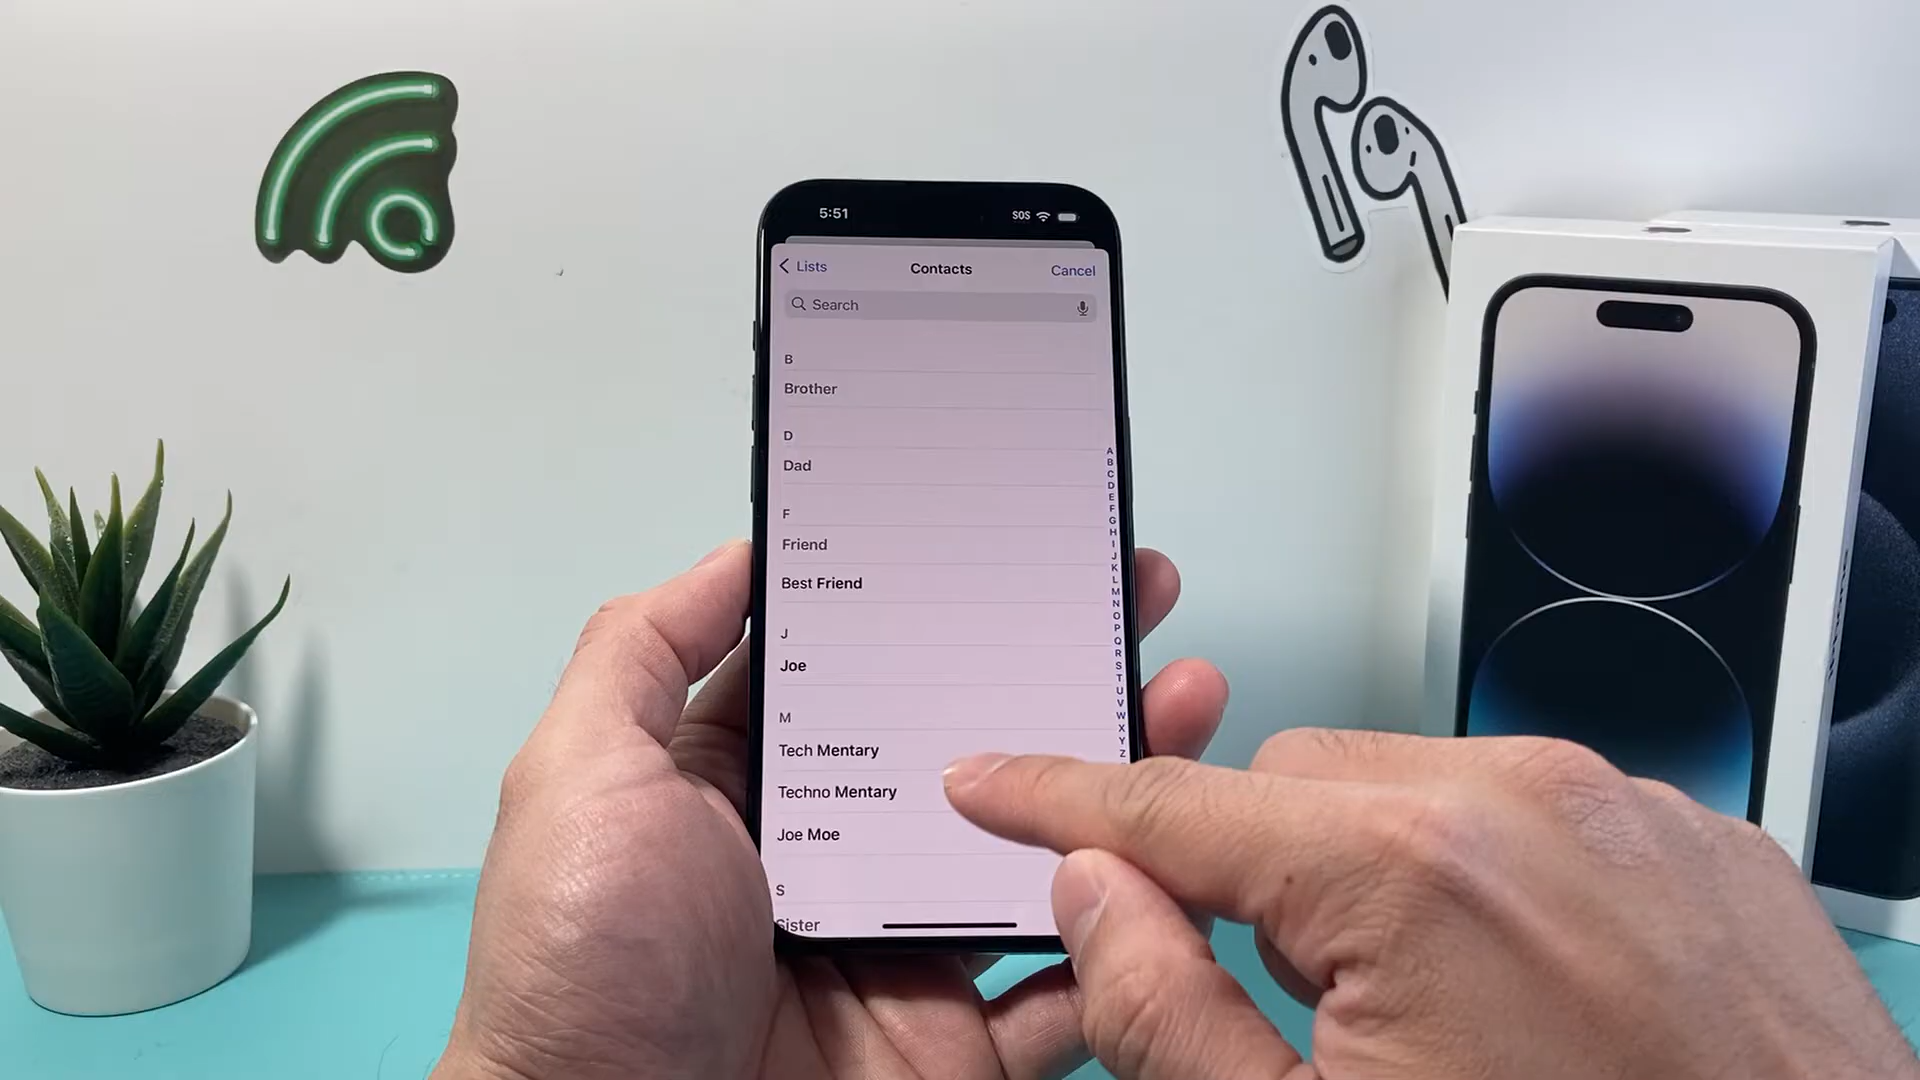 5:51
SOS
Lists
Contacts
Cancel
Search
B
Brother
D
Dad
F
Friend
Best Friend
J
Joe
M
Tech Mentary
Techno Mentary
Joe Moe
S
Sister
A
B
C
D
E
F
G
H
I
J
K
L
M
N
O
P
Q
R
S
T
U
V
W
X
Y
Z